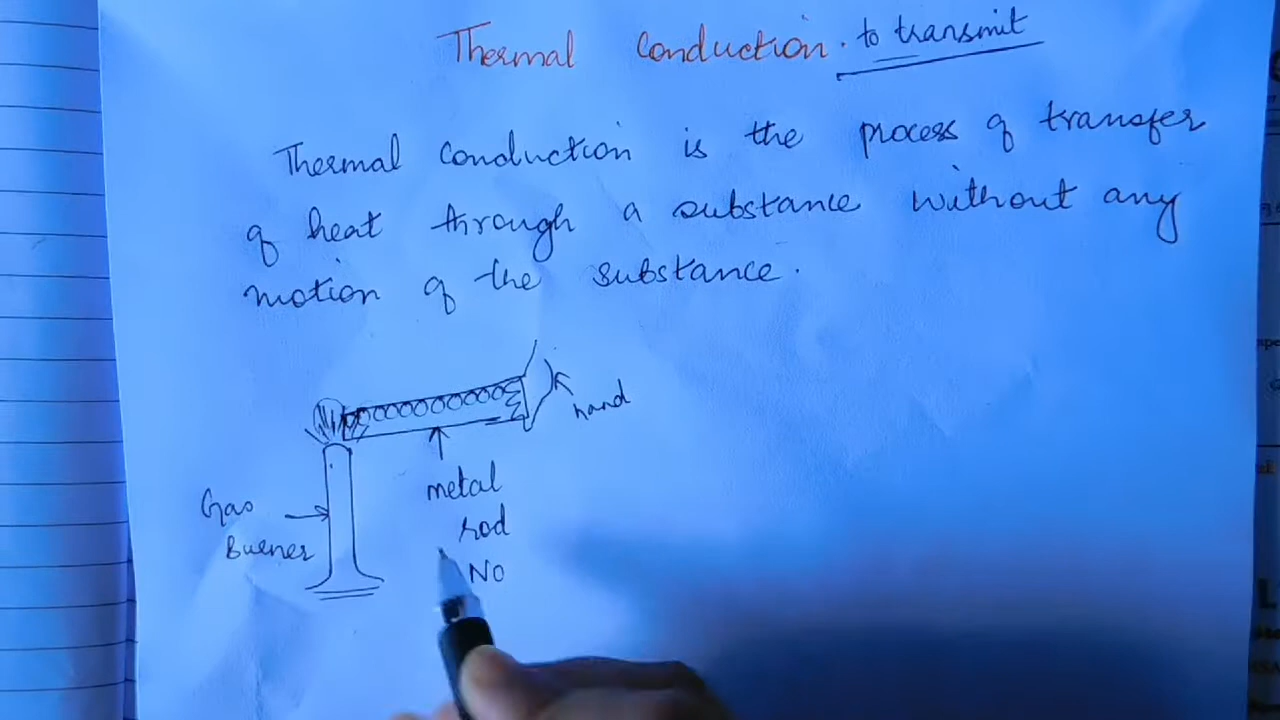 Thermal Conduction. to transmit
Thermal Conduction is the process of transfer
of heat through a substance without any
motion of the substance.
hand
metal
rod
Gas
Burner
NO